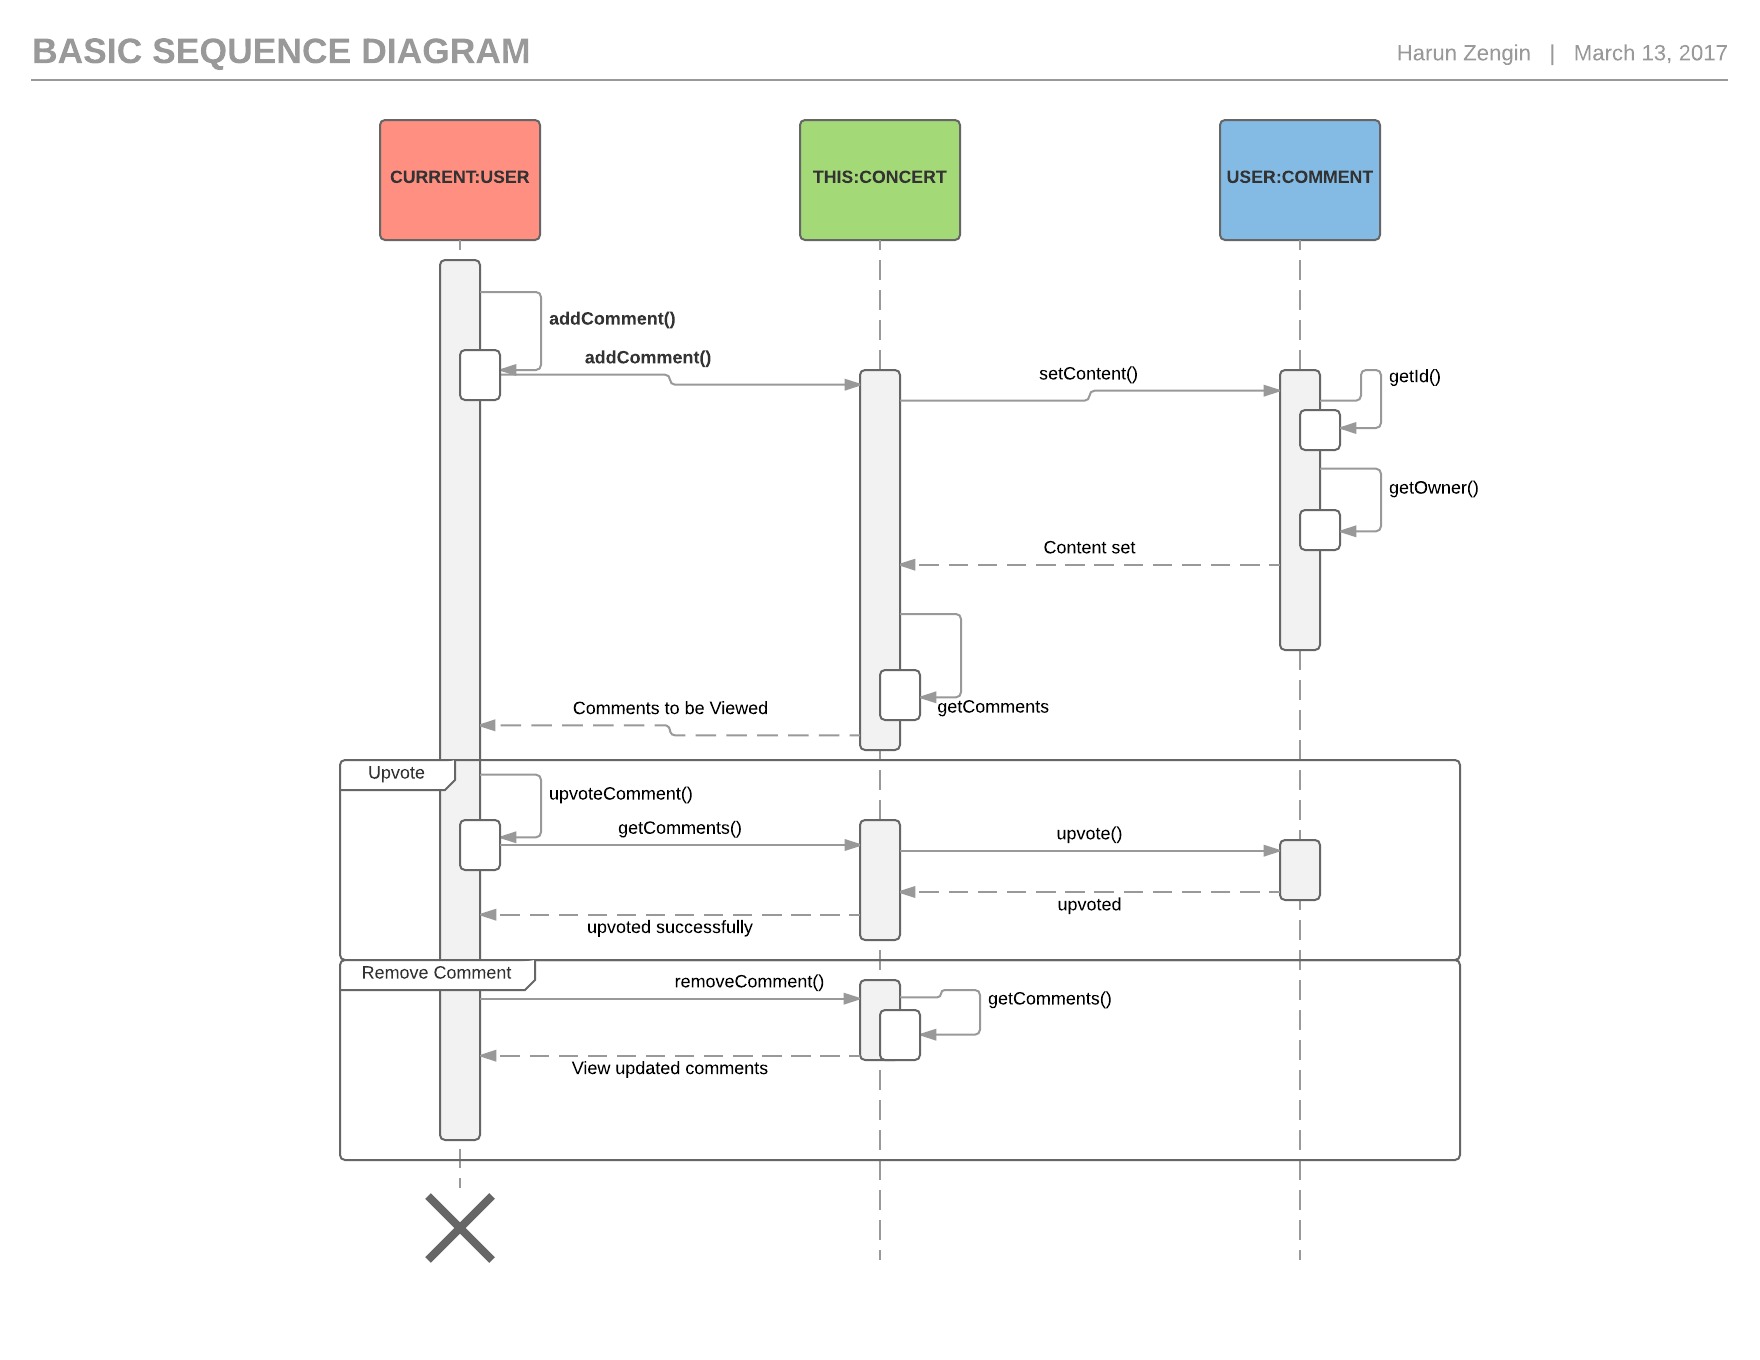 BASIC SEQUENCE DIAGRAM
Harun Zengin | March 13, 2017
CURRENT:USER
THIS:CONCERT
USER:COMMENT
addComment()
addComment()
setContent()
getId()
getOwner()
Content set
getComments
Comments to be Viewed
Upvote
upvoteComment()
getComments()
upvote()
upvoted
upvoted successfully
Remove Comment
removeComment()
getComments()
View updated comments